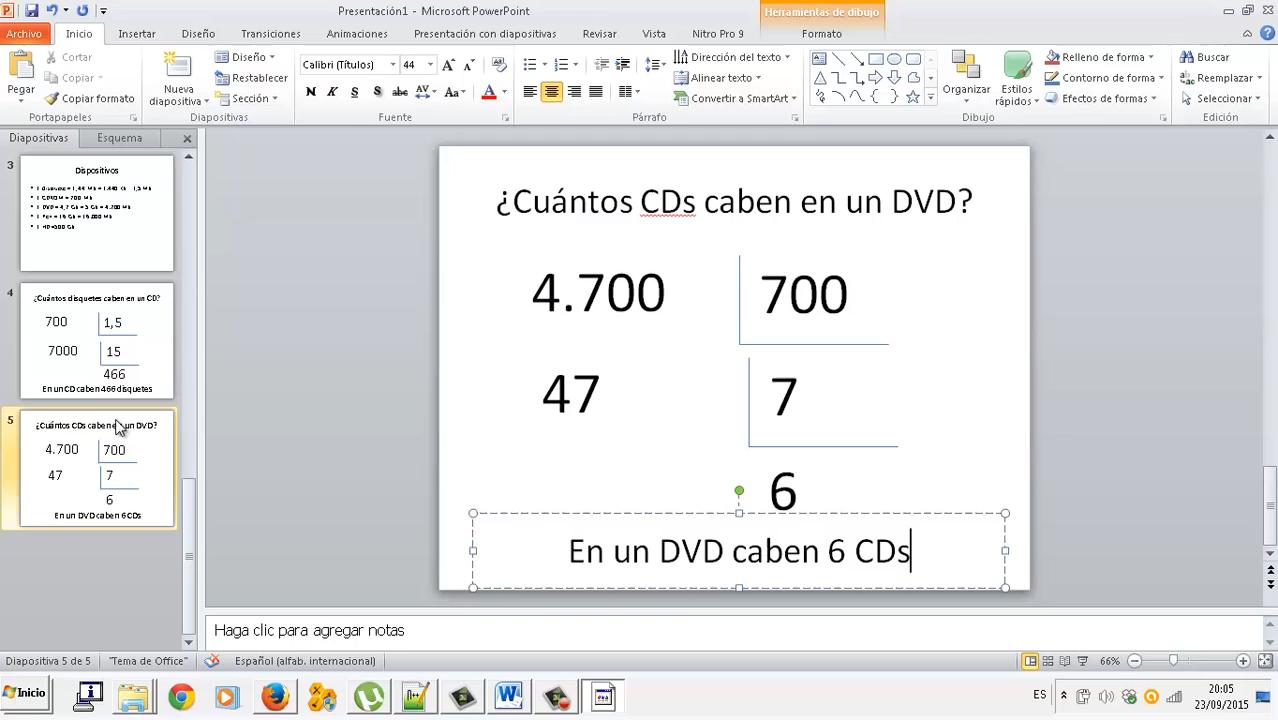 Presentación1 - Microsoft PowerPoint
Herramientas de dibujo
Archivo Inicio Insertar Diseño Transiciones Animaciones Presentación con diapositivas Revisar Vista Nitro Pro 9 Formato
Pegar
Cortar
Copiar
Copiar formato
Portapapeles
Nueva diapositiva
Diseño
Restablecer
Sección
Diapositivas
Calibri (Títulos) 44
N K S S abc AV Aa A
Fuente
Dirección del texto
Alinear texto
Convertir a SmartArt
Párrafo
Organizar
Estilos rápidos
Relleno de forma
Contorno de forma
Efectos de formas
Dibujo
Buscar
Reemplazar
Seleccionar
Edición
Diapositivas Esquema
3
Dispositivos
4
¿Cuántos disquetes caben en un CD?
700 1,5
7000 15
466
En un CD caben 466 disquetes
5
¿Cuántos CDs caben en un DVD?
4.700 700
47 7
6
En un DVD caben 6 CDs
¿Cuántos CDs caben en un DVD?
4.700 700
47 7
6
En un DVD caben 6 CDs
Haga clic para agregar notas
Diapositiva 5 de 5 "Tema de Office" Español (alfab. internacional) 66%
Inicio
ES
20:05
23/09/2015